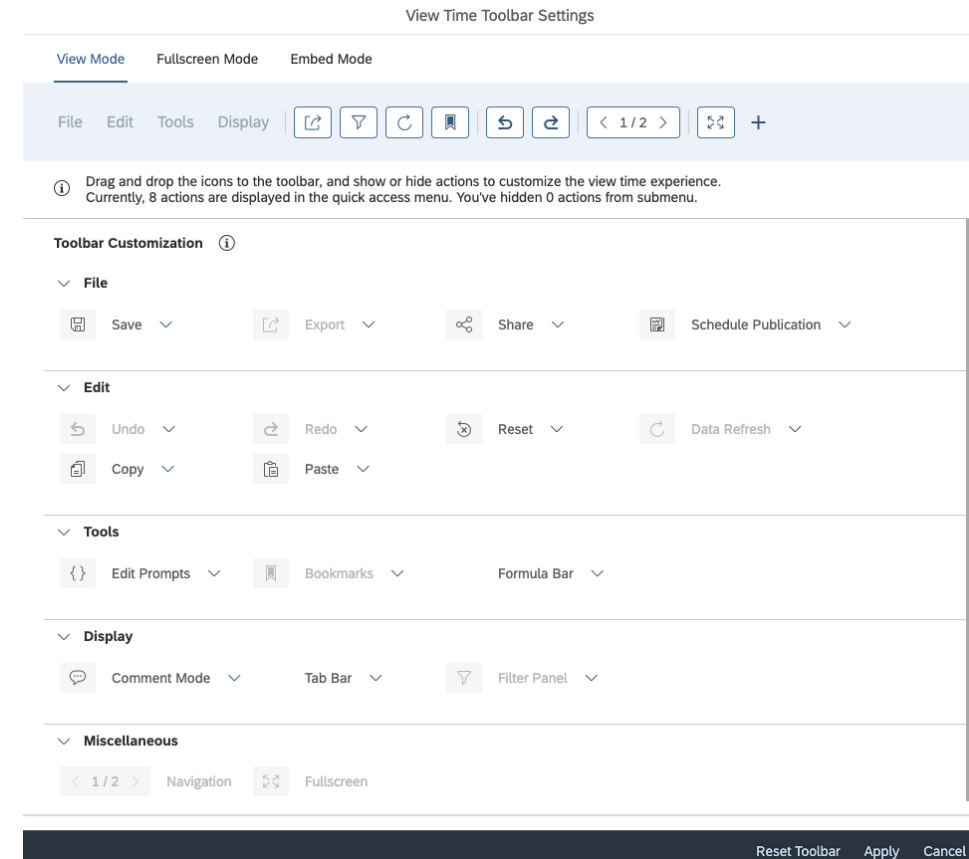 View Time Toolbar Settings
View Mode Fullscreen Mode Embed Mode
File Edit Tools Display 1 / 2
Drag and drop the icons to the toolbar, and show or hide actions to customize the view time experience.
Currently, 8 actions are displayed in the quick access menu. You've hidden 0 actions from submenu.
Toolbar Customization
File
Save Export Share Schedule Publication
Edit
Undo Redo Reset Data Refresh
Copy Paste
Tools
Edit Prompts Bookmarks Formula Bar
Display
Comment Mode Tab Bar Filter Panel
Miscellaneous
1 / 2 Navigation Fullscreen
Reset Toolbar Apply Cancel